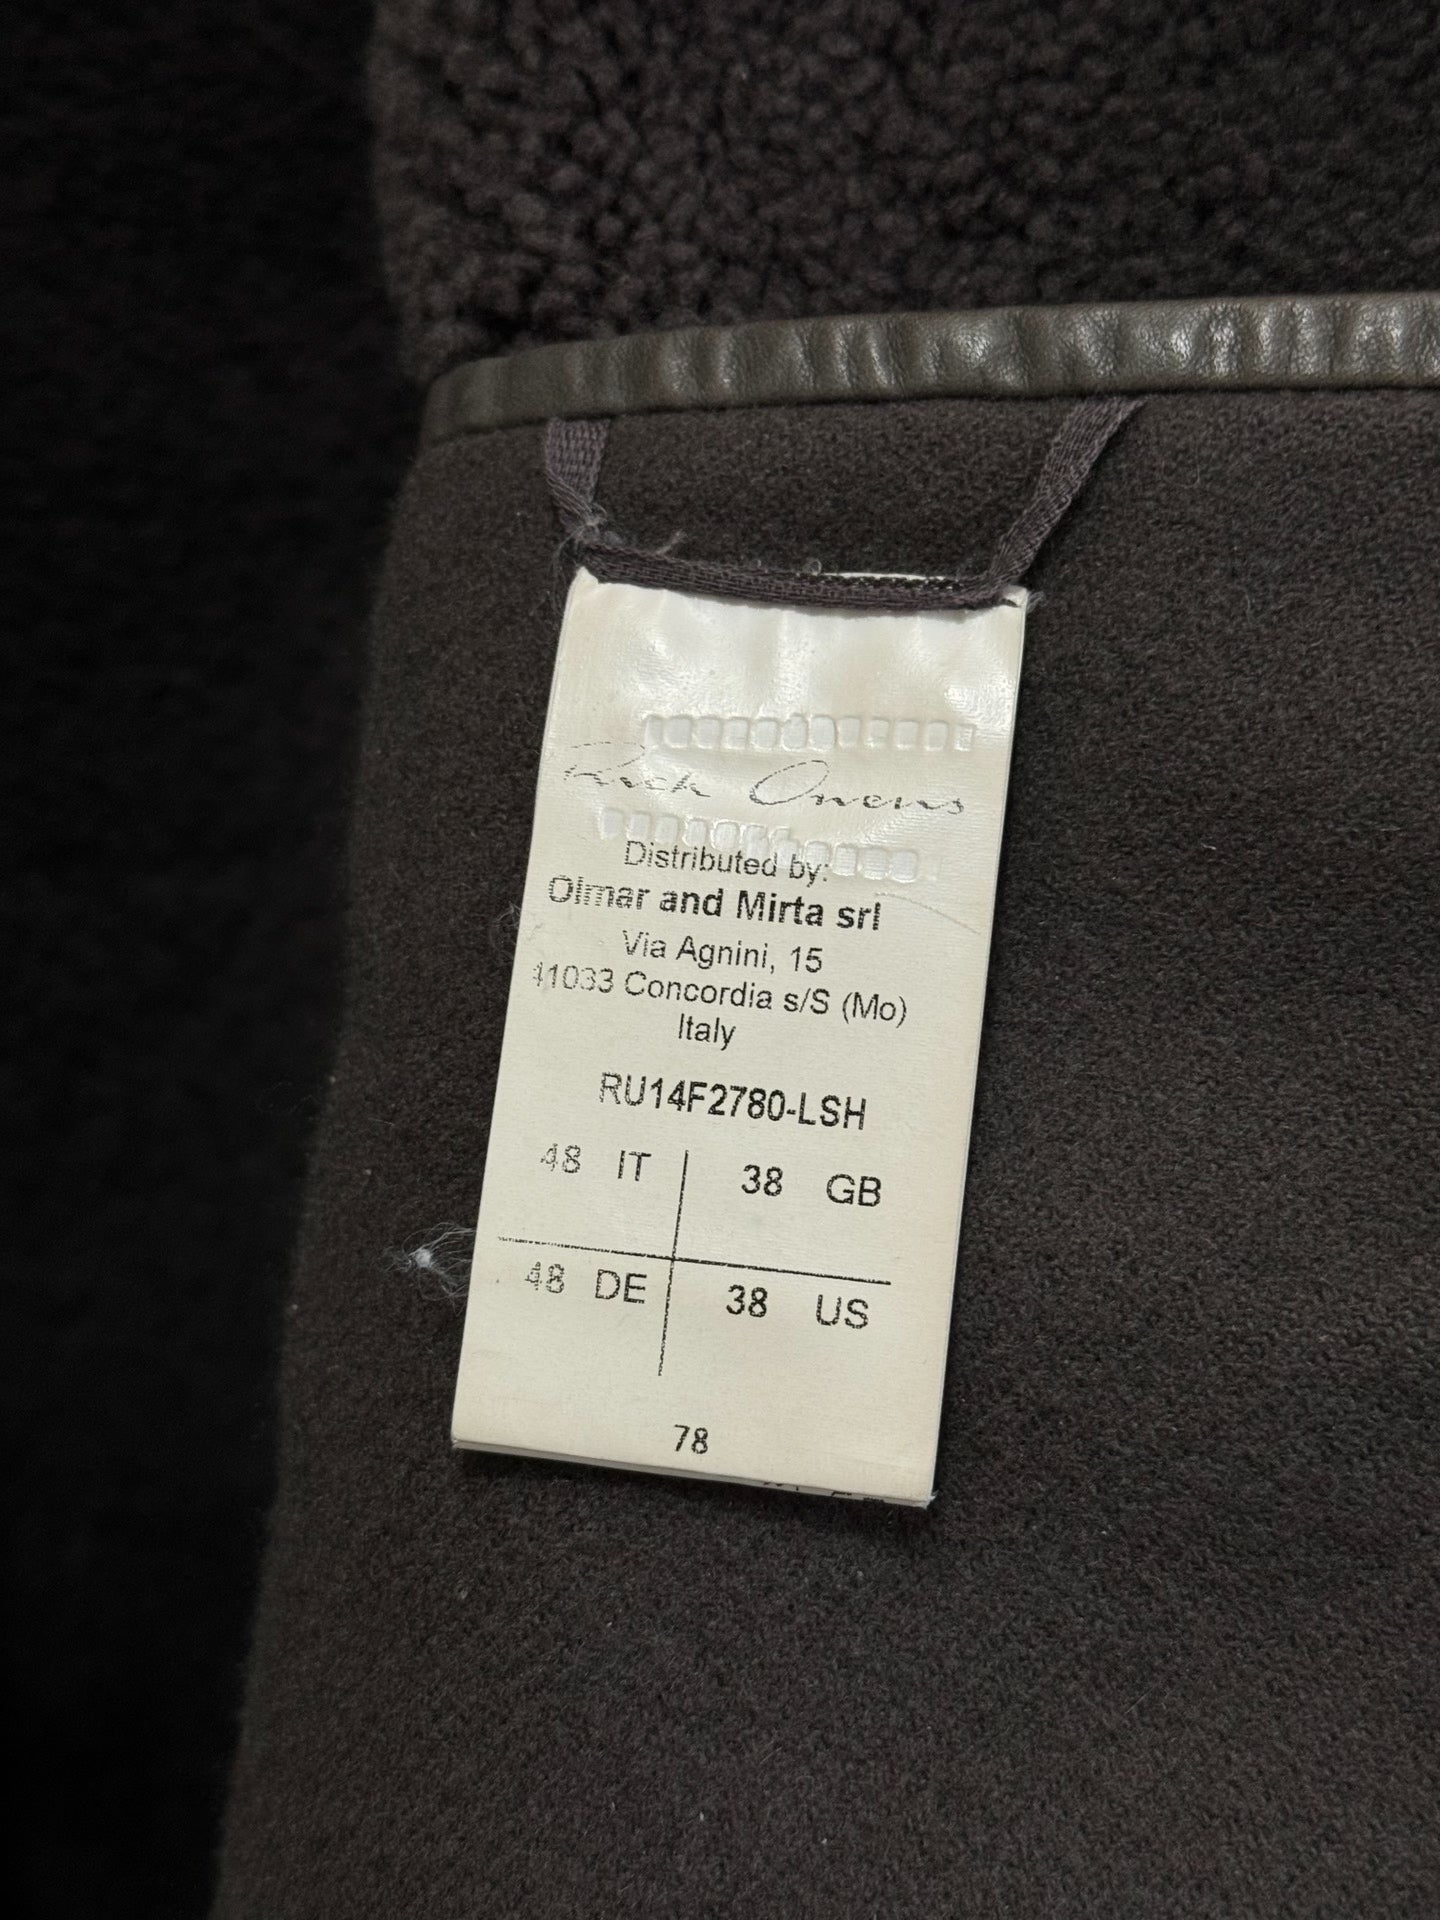 Rick Owens
Distributed by:
Olmar and Mirta srl
Via Agnini, 15
41033 Concordia s/S (Mo)
Italy
RU14F2780-LSH
48 IT 38 GB
48 DE 38 US
78